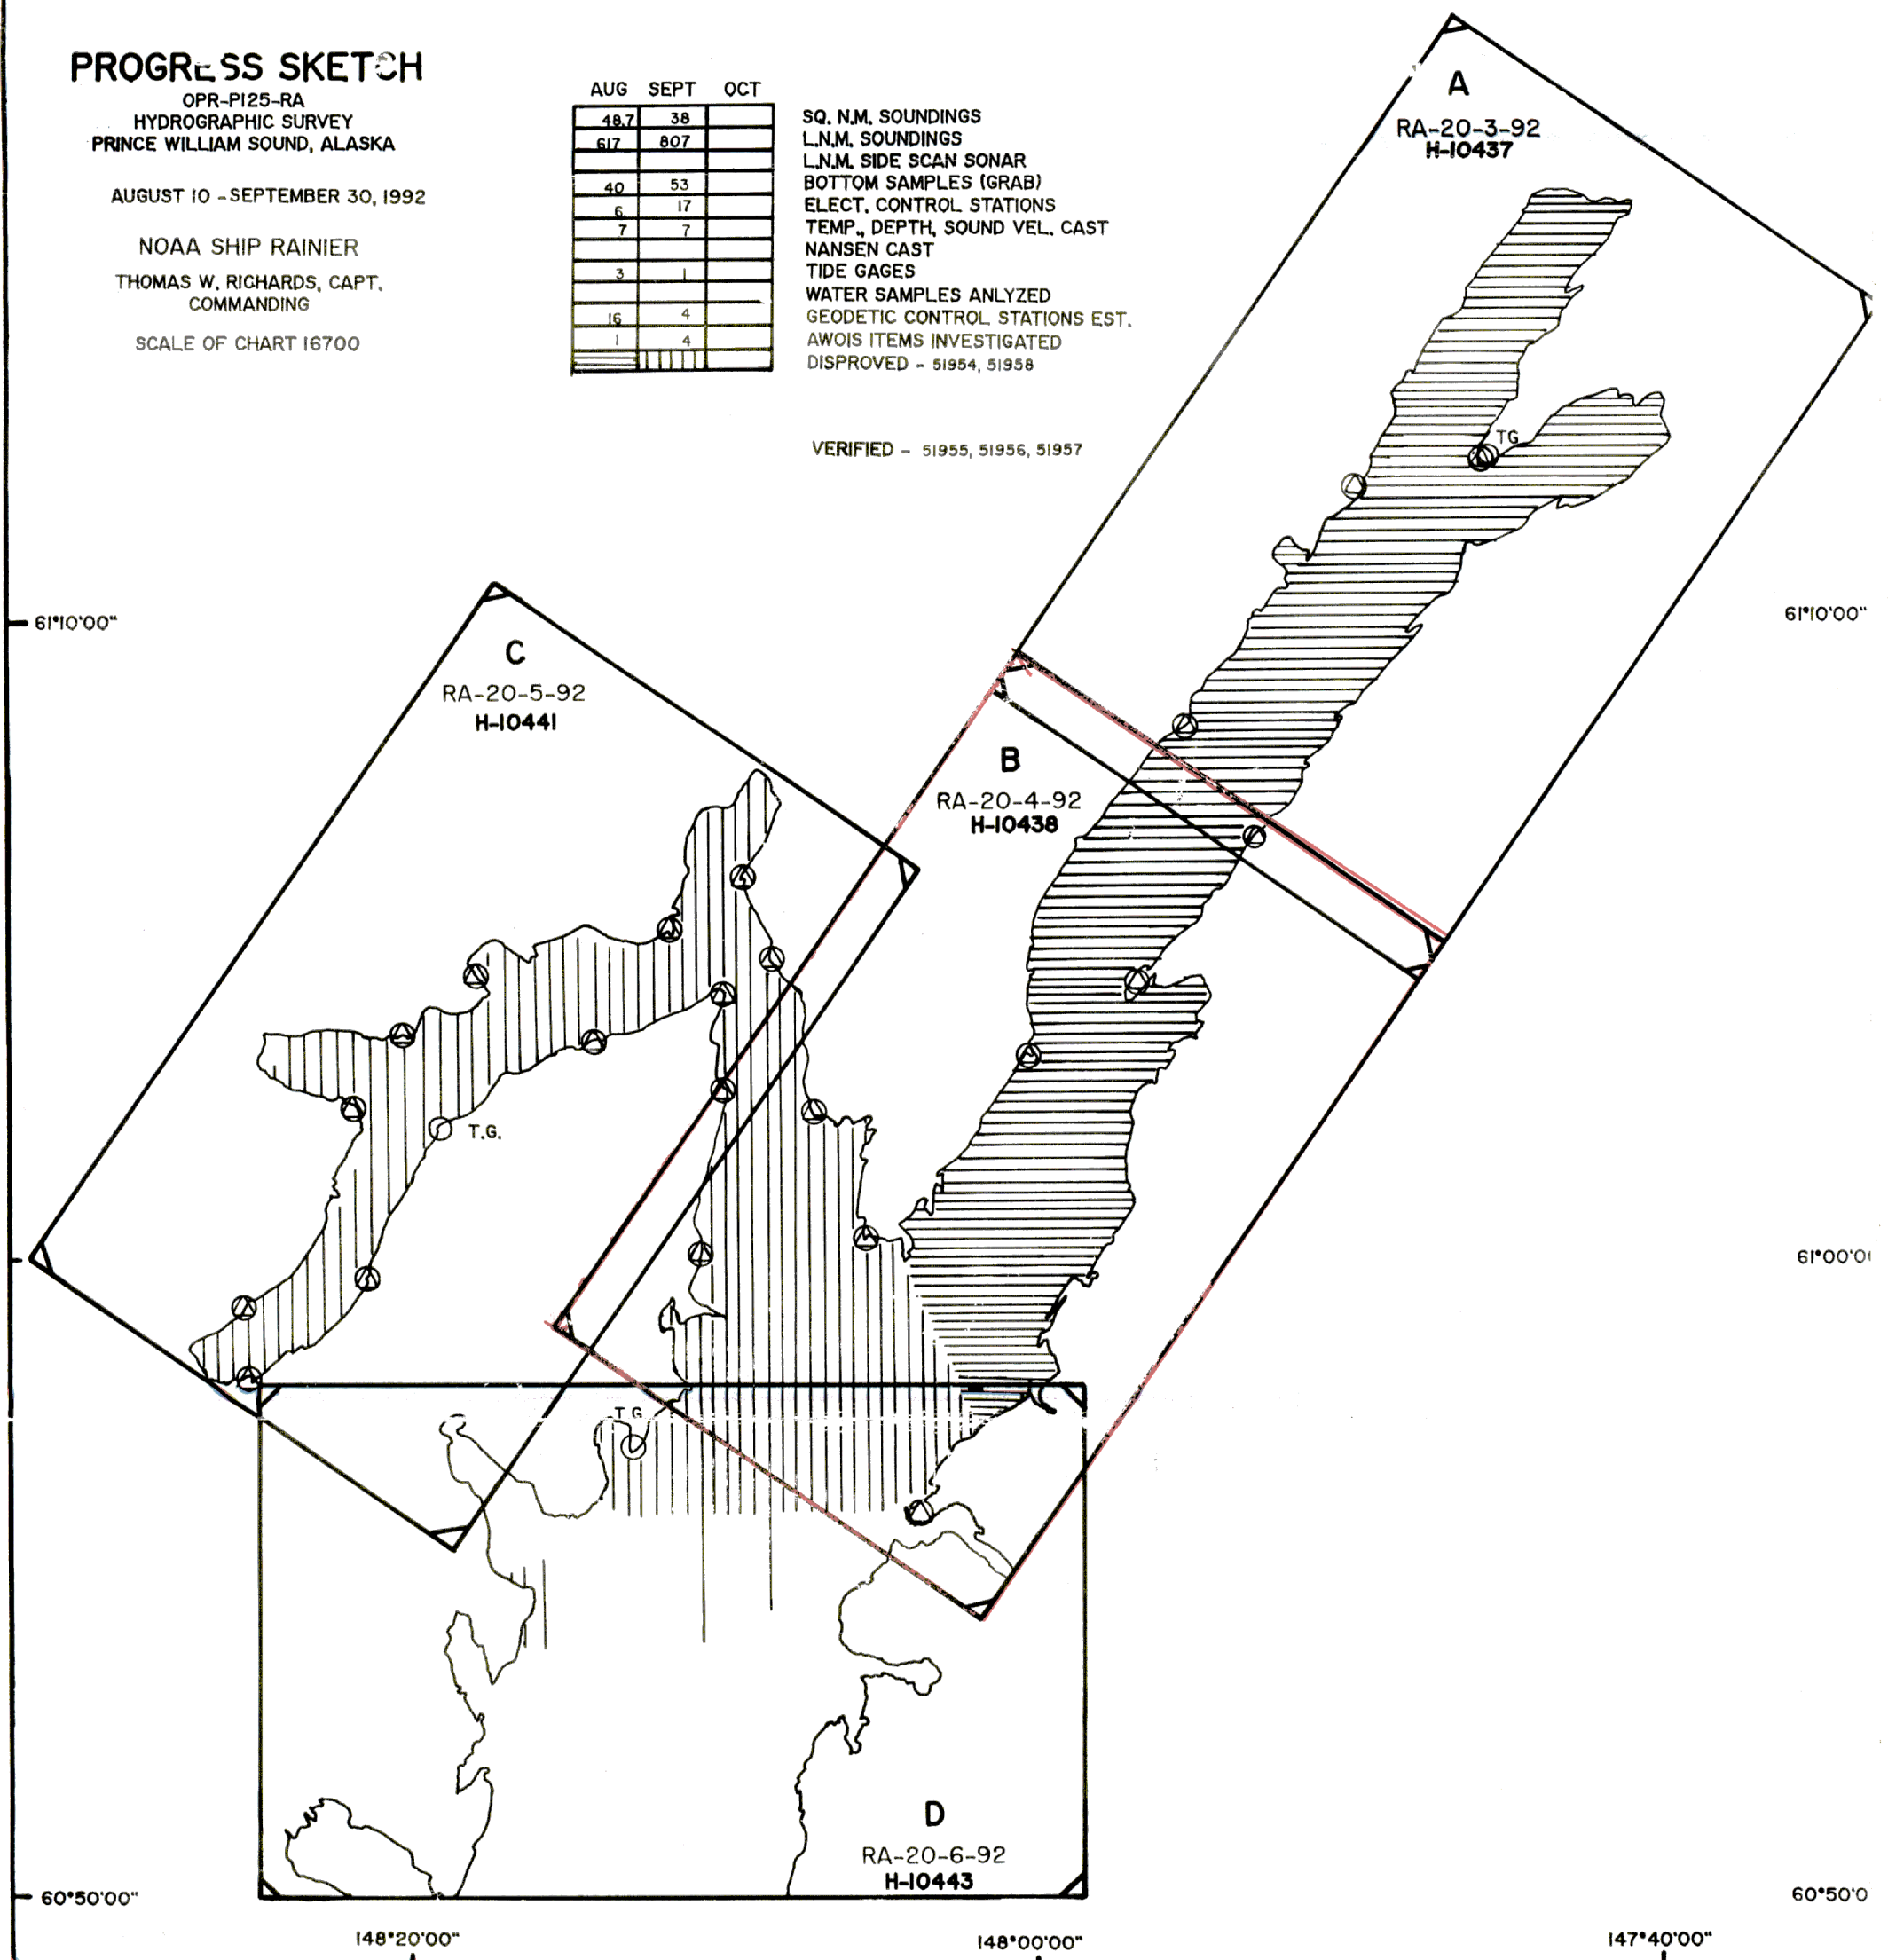 PROGRESS SKETCH
OPR-P125-RA
HYDROGRAPHIC SURVEY
PRINCE WILLIAM SOUND, ALASKA
AUGUST 10 - SEPTEMBER 30, 1992
NOAA SHIP RAINIER
THOMAS W. RICHARDS, CAPT.
COMMANDING
SCALE OF CHART 16700
AUG SEPT OCT
48.7 38 SQ. N.M. SOUNDINGS
617 807 L.N.M. SOUNDINGS
L.N.M. SIDE SCAN SONAR
40 53 BOTTOM SAMPLES (GRAB)
6 17 ELECT. CONTROL STATIONS
7 7 TEMP., DEPTH, SOUND VEL. CAST
NANSEN CAST
3 1 TIDE GAGES
WATER SAMPLES ANLYZED
16 4 GEODETIC CONTROL STATIONS EST.
1 4 AWOIS ITEMS INVESTIGATED
DISPROVED - 51954, 51958
VERIFIED - 51955, 51956, 51957
A
RA-20-3-92
H-10437
TG
61°10'00"
61°10'00"
C
RA-20-5-92
H-10441
B
RA-20-4-92
H-10438
T.G.
61°00'0
T.G.
D
RA-20-6-92
H-10443
60°50'00"
60°50'0
148°20'00"
148°00'00"
147°40'00"